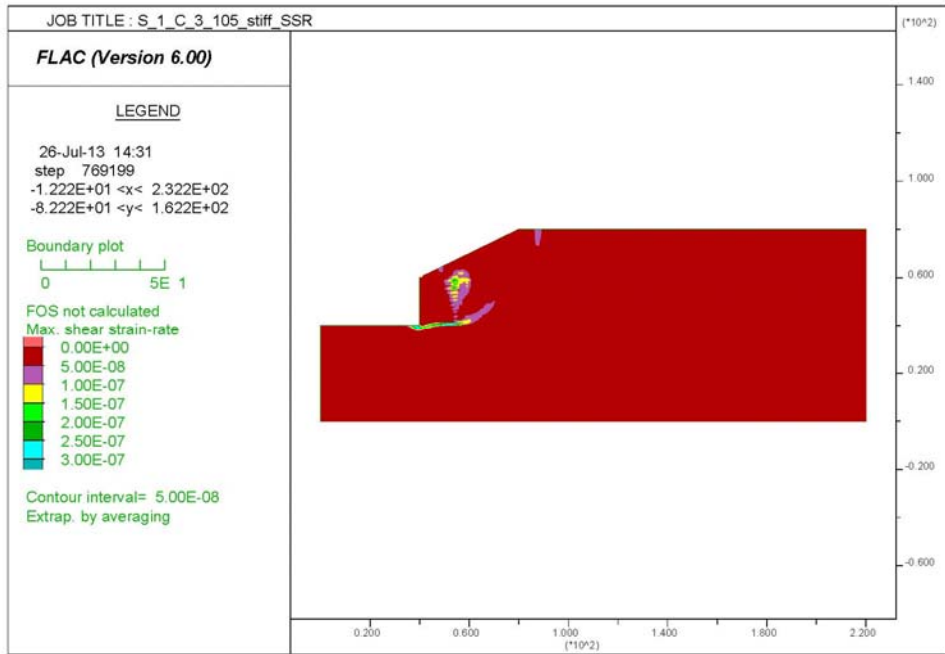 JOB TITLE : S_1_C_3_105_stiff_SSR
(*10^2)
FLAC (Version 6.00)
LEGEND
26-Jul-13 14:31
step 769199
-1.222E+01 <x< 2.322E+02
-8.222E+01 <y< 1.622E+02
Boundary plot
0 5E 1
FOS not calculated
Max. shear strain-rate
0.00E+00
5.00E-08
1.00E-07
1.50E-07
2.00E-07
2.50E-07
3.00E-07
Contour interval= 5.00E-08
Extrap. by averaging
1.400
1.000
0.600
0.200
-0.200
-0.600
0.200 0.600 1.000 1.400 1.800 2.200
(*10^2)